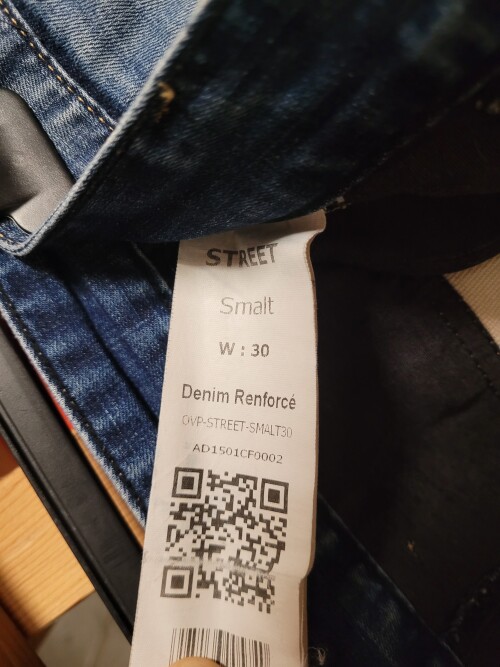 STREET
Smalt
W : 30
Denim Renforcé
OVP-STREET-SMALT30
AD1501CF0002